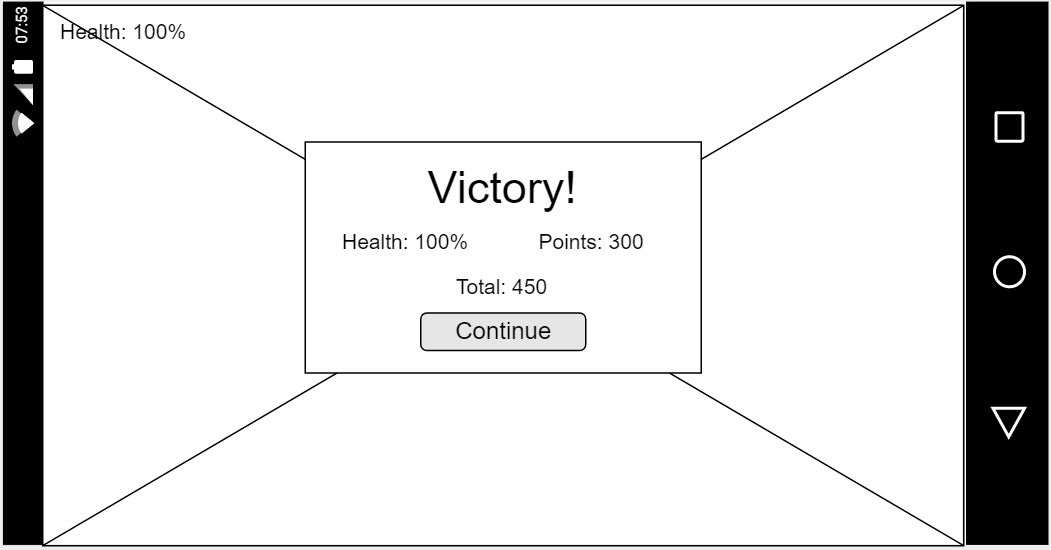 07:53
Health: 100%
Victory!
Health: 100% Points: 300
Total: 450
Continue